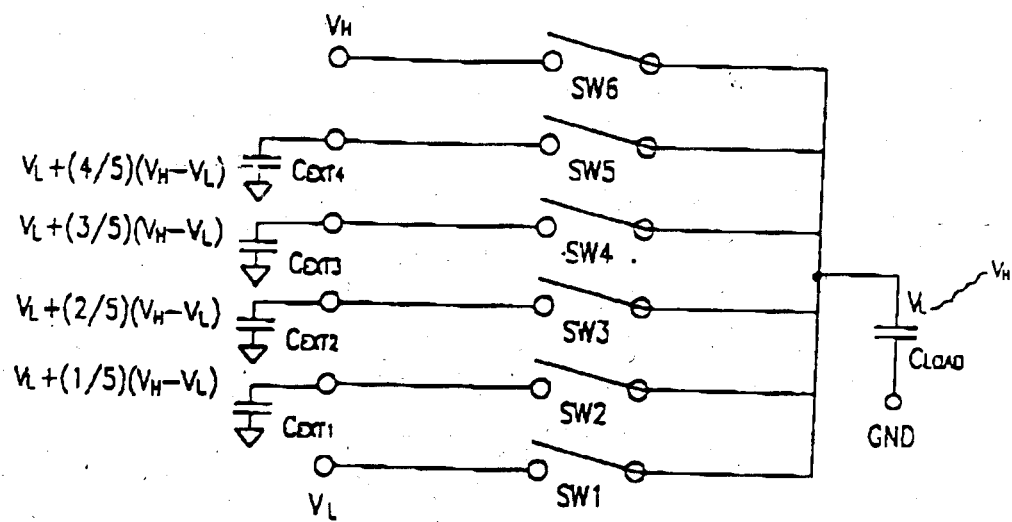 VH
SW6
VL+(4/5)(VH-VL)
CEXT4
SW5
VL+(3/5)(VH-VL)
CEXT3
SW4
VL VH
VL+(2/5)(VH-VL)
CEXT2
SW3
CLOAD
VL+(1/5)(VH-VL)
CEXT1
SW2
GND
VL
SW1